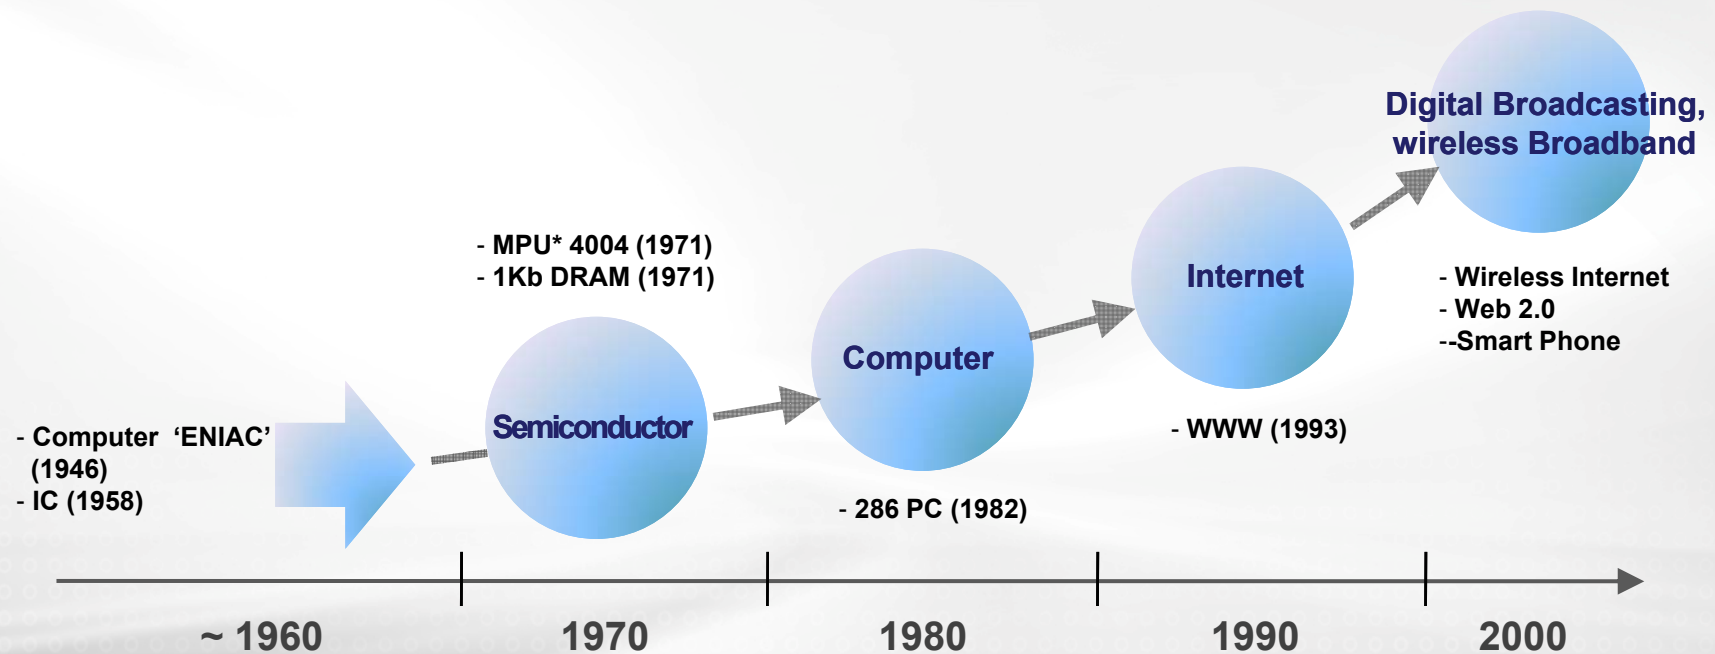 - Computer 'ENIAC'
(1946)
- IC (1958)
- MPU* 4004 (1971)
- 1Kb DRAM (1971)
Semiconductor
Computer
- 286 PC (1982)
Internet
- WWW (1993)
Digital Broadcasting,
wireless Broadband
- Wireless Internet
- Web 2.0
--Smart Phone
~ 1960
1970
1980
1990
2000